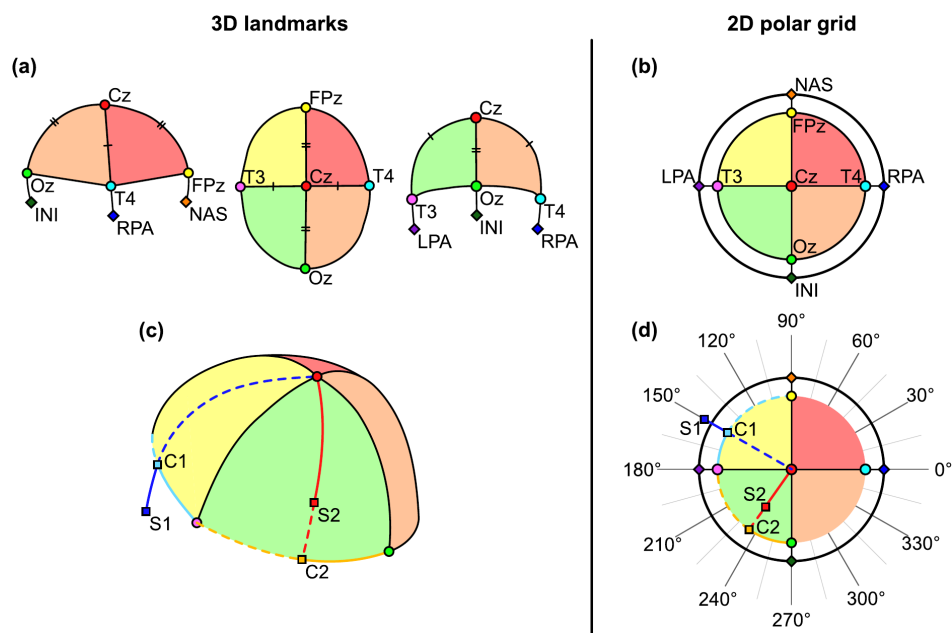 3D landmarks
2D polar grid
(a)
Cz
Oz
T4
FPz
INI
RPA
NAS
FPz
T3
Cz
T4
Oz
Cz
T3
Oz
T4
LPA
INI
RPA
(b)
NAS
FPz
LPA
T3
Cz
T4
RPA
Oz
INI
(c)
C1
S1
S2
C2
(d)
90°
120°
60°
150°
30°
S1
C1
180°
0°
S2
C2
210°
330°
240°
300°
270°